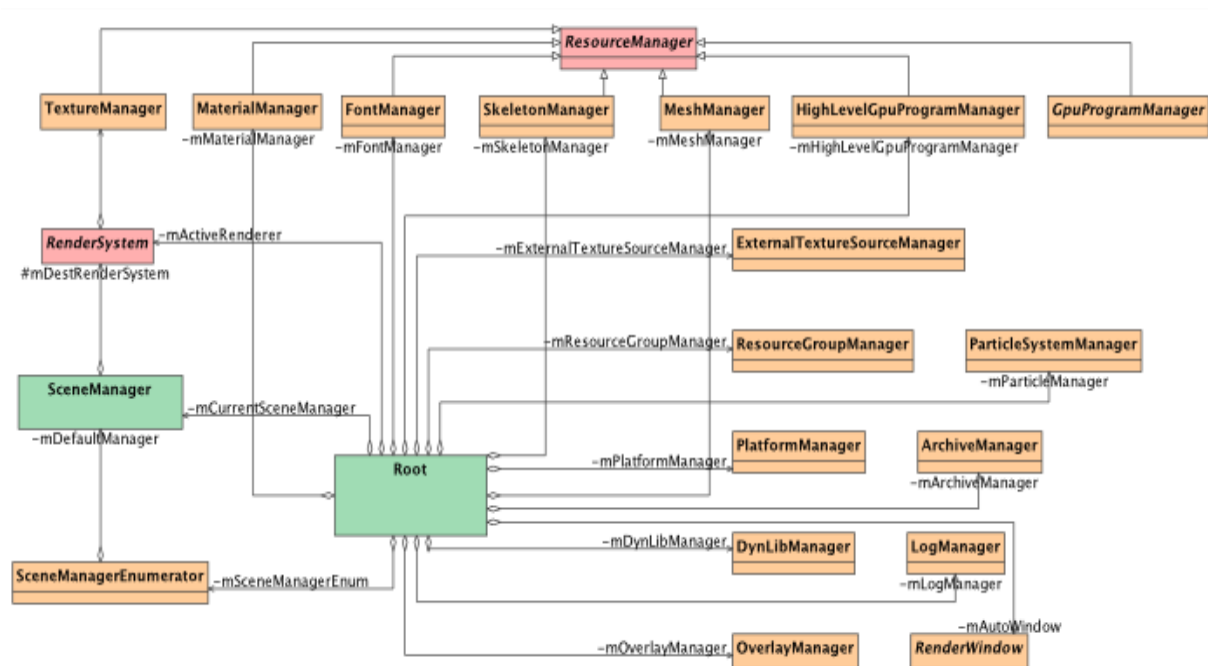 ResourceManager
TextureManager
MaterialManager
FontManager
SkeletonManager
MeshManager
HighLevelGpuProgramManager
GpuProgramManager
-mMaterialManager
-mFontManager
-mSkeletonManager
-mMeshManager
-mHighLevelGpuProgramManager
RenderSystem
-mActiveRenderer
-mExternalTextureSourceManager
ExternalTextureSourceManager
#mDestRenderSystem
-mResourceGroupManager
ResourceGroupManager
ParticleSystemManager
-mParticleManager
SceneManager
-mCurrentSceneManager
-mDefaultManager
Root
-mPlatformManager
PlatformManager
ArchiveManager
-mArchiveManager
-mDynLibManager
DynLibManager
LogManager
-mLogManager
SceneManagerEnumerator
-mSceneManagerEnum
-mAutoWindow
-mOverlayManager
OverlayManager
RenderWindow